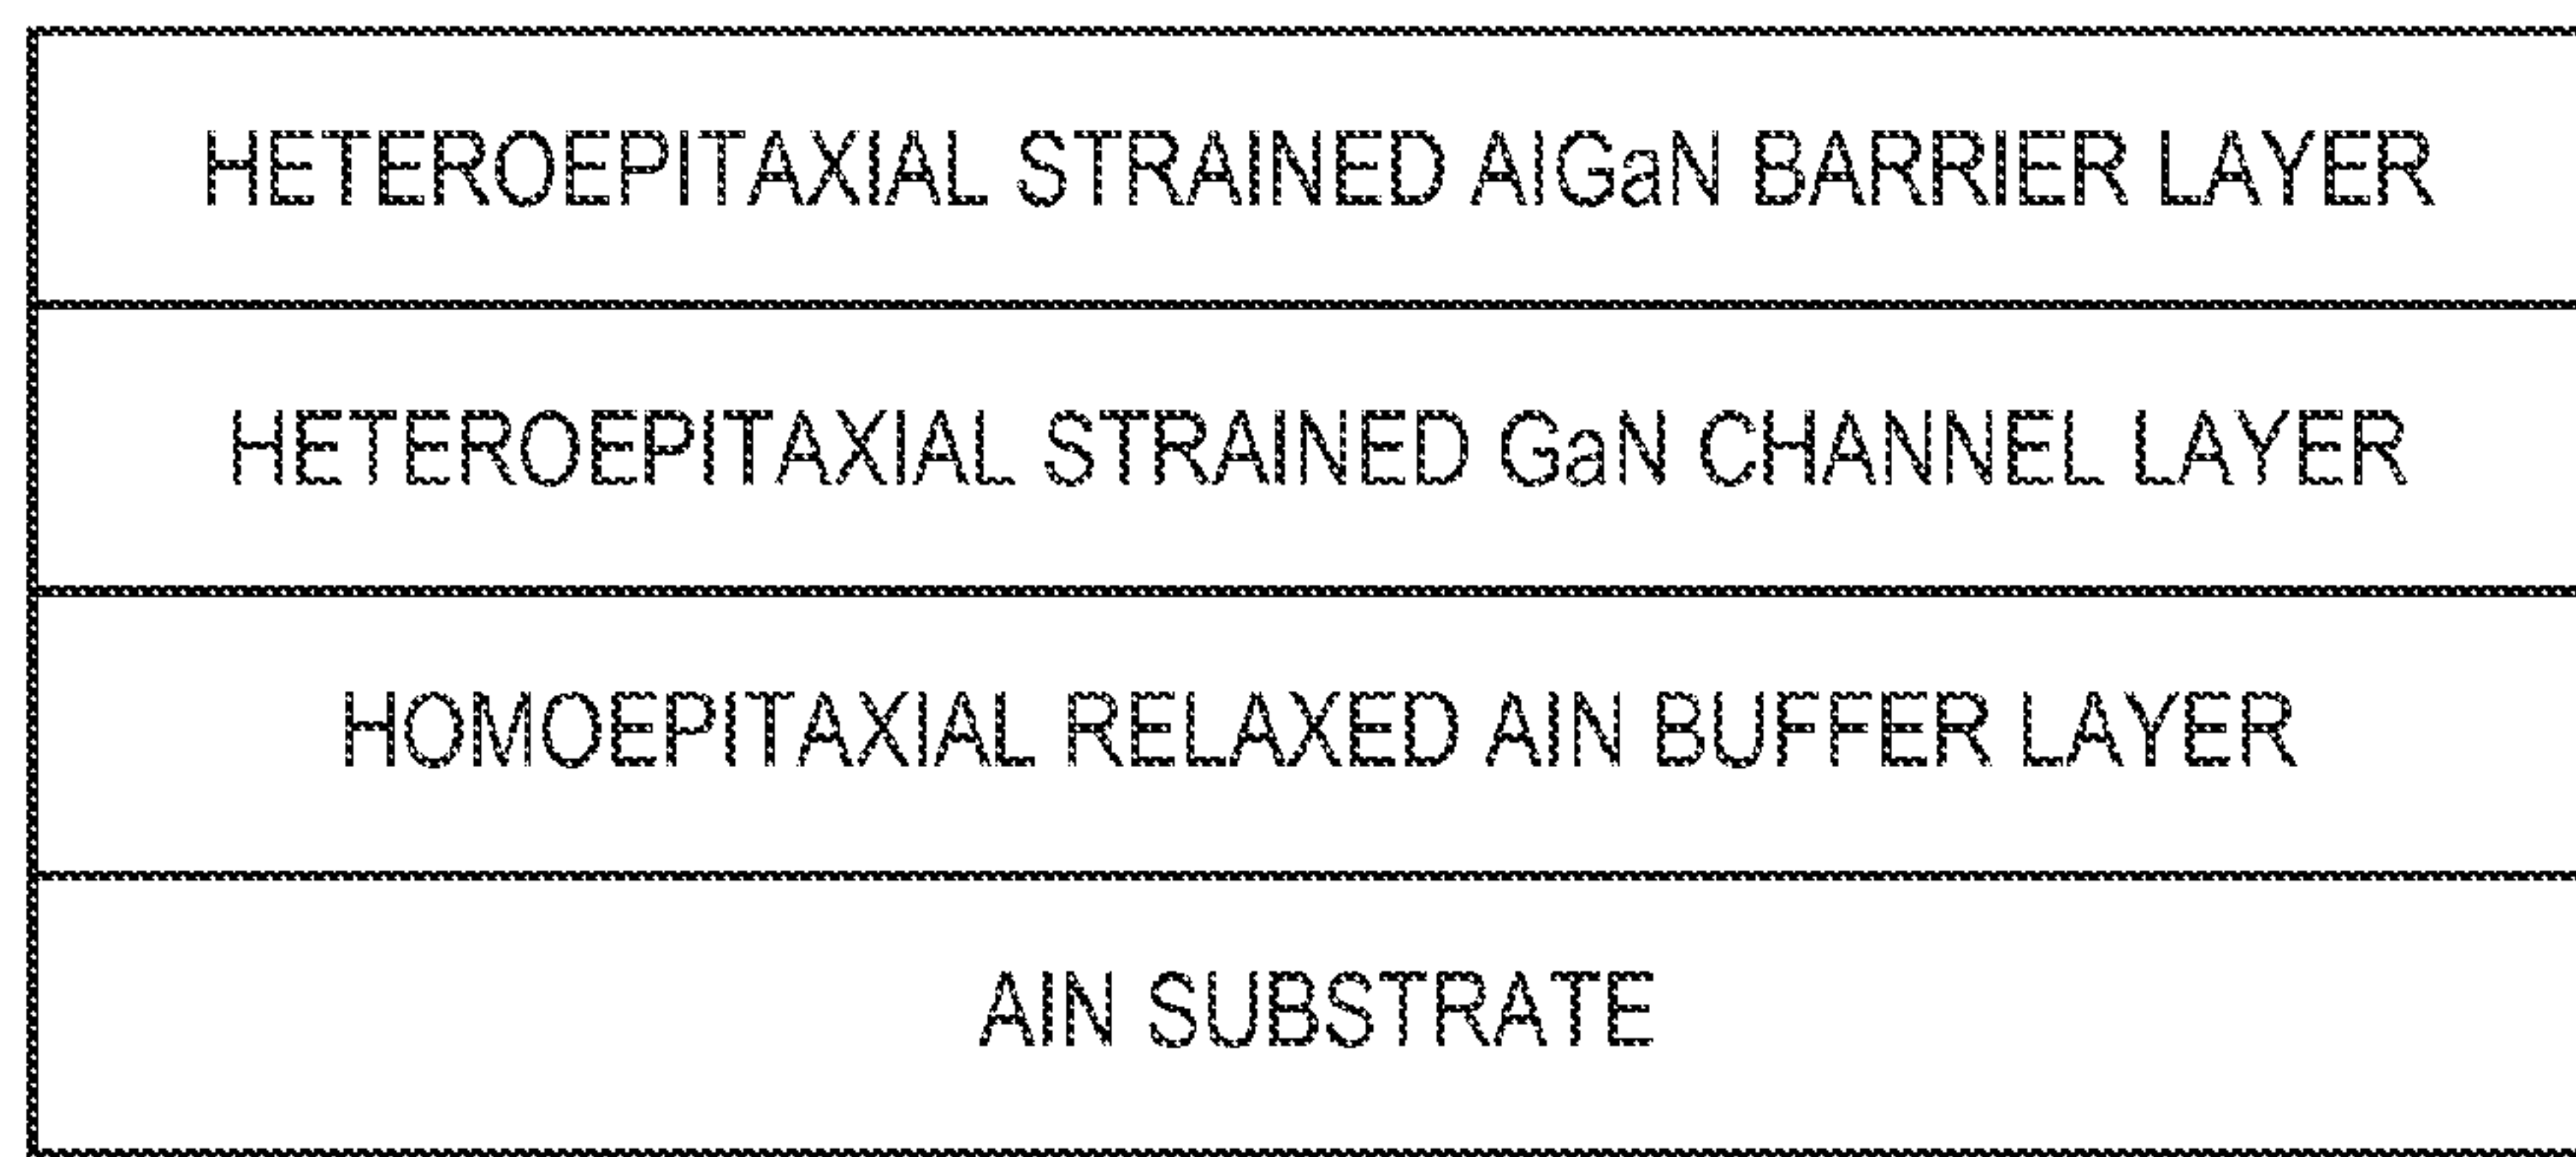 HETEROEPITAXIAL STRAINED AlGaN BARRIER LAYER
HETEROEPITAXIAL STRAINED GaN CHANNEL LAYER
HOMOEPITAXIAL RELAXED AlN BUFFER LAYER
AlN SUBSTRATE